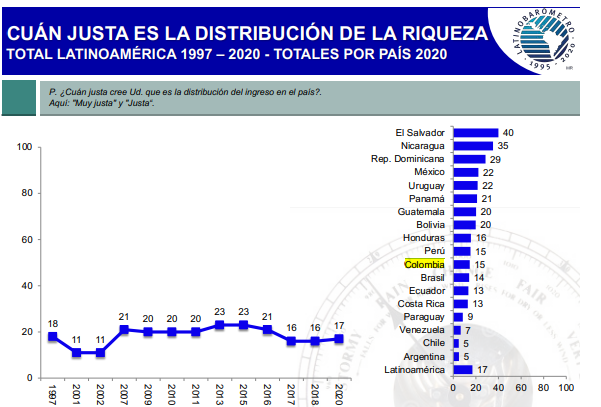 CUÁN JUSTA ES LA DISTRIBUCIÓN DE LA RIQUEZA
TOTAL LATINOAMÉRICA 1997 – 2020 - TOTALES POR PAÍS 2020
LATINOBARÓMETRO
· 1995 - 2020 ·
MR
P. ¿Cuán justa cree Ud. que es la distribución del ingreso en el país?.
Aquí: "Muy justa" y "Justa“.
100
80
60
40
20
0
18
11
11
21
20
20
20
23
23
21
16
16
17
1997
2001
2002
2007
2009
2010
2011
2013
2015
2016
2017
2018
2020
El Salvador 40
Nicaragua 35
Rep. Dominicana 29
México 22
Uruguay 22
Panamá 21
Guatemala 20
Bolivia 20
Honduras 16
Perú 15
Colombia 15
Brasil 14
Ecuador 13
Costa Rica 13
Paraguay 9
Venezuela 7
Chile 5
Argentina 5
Latinoamérica 17
0 20 40 60 80 100
STORMY
RAIN
FAIR